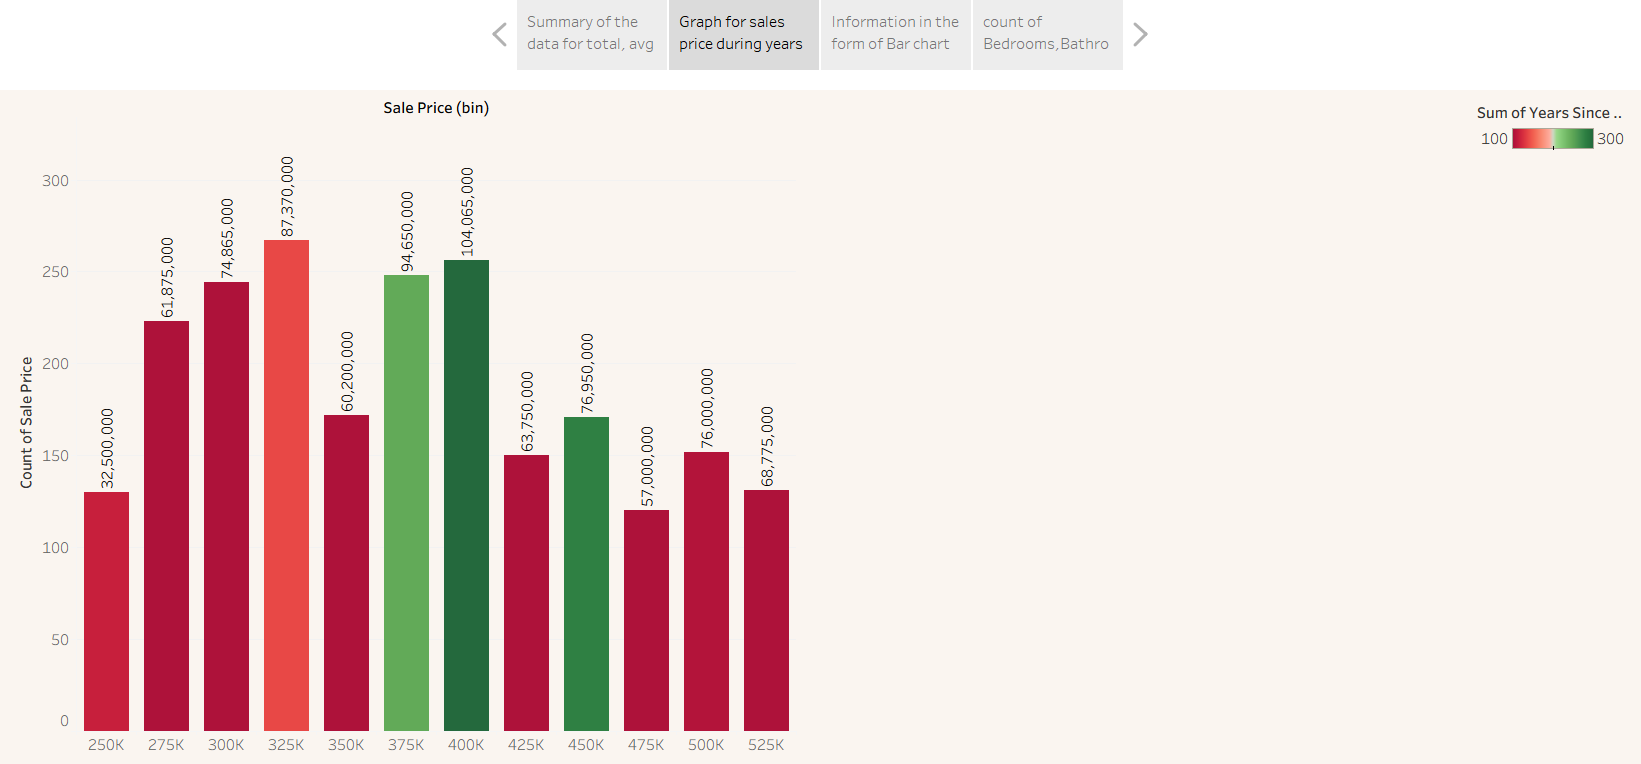 Summary of the
data for total, avg
Graph for sales
price during years
Information in the
form of Bar chart
count of
Bedrooms,Bathro
Sale Price (bin)
Sum of Years Since ..
100
300
Count of Sale Price
300
250
200
150
100
50
0
32,500,000
61,875,000
74,865,000
87,370,000
60,200,000
94,650,000
104,065,000
63,750,000
76,950,000
57,000,000
76,000,000
68,775,000
250K
275K
300K
325K
350K
375K
400K
425K
450K
475K
500K
525K